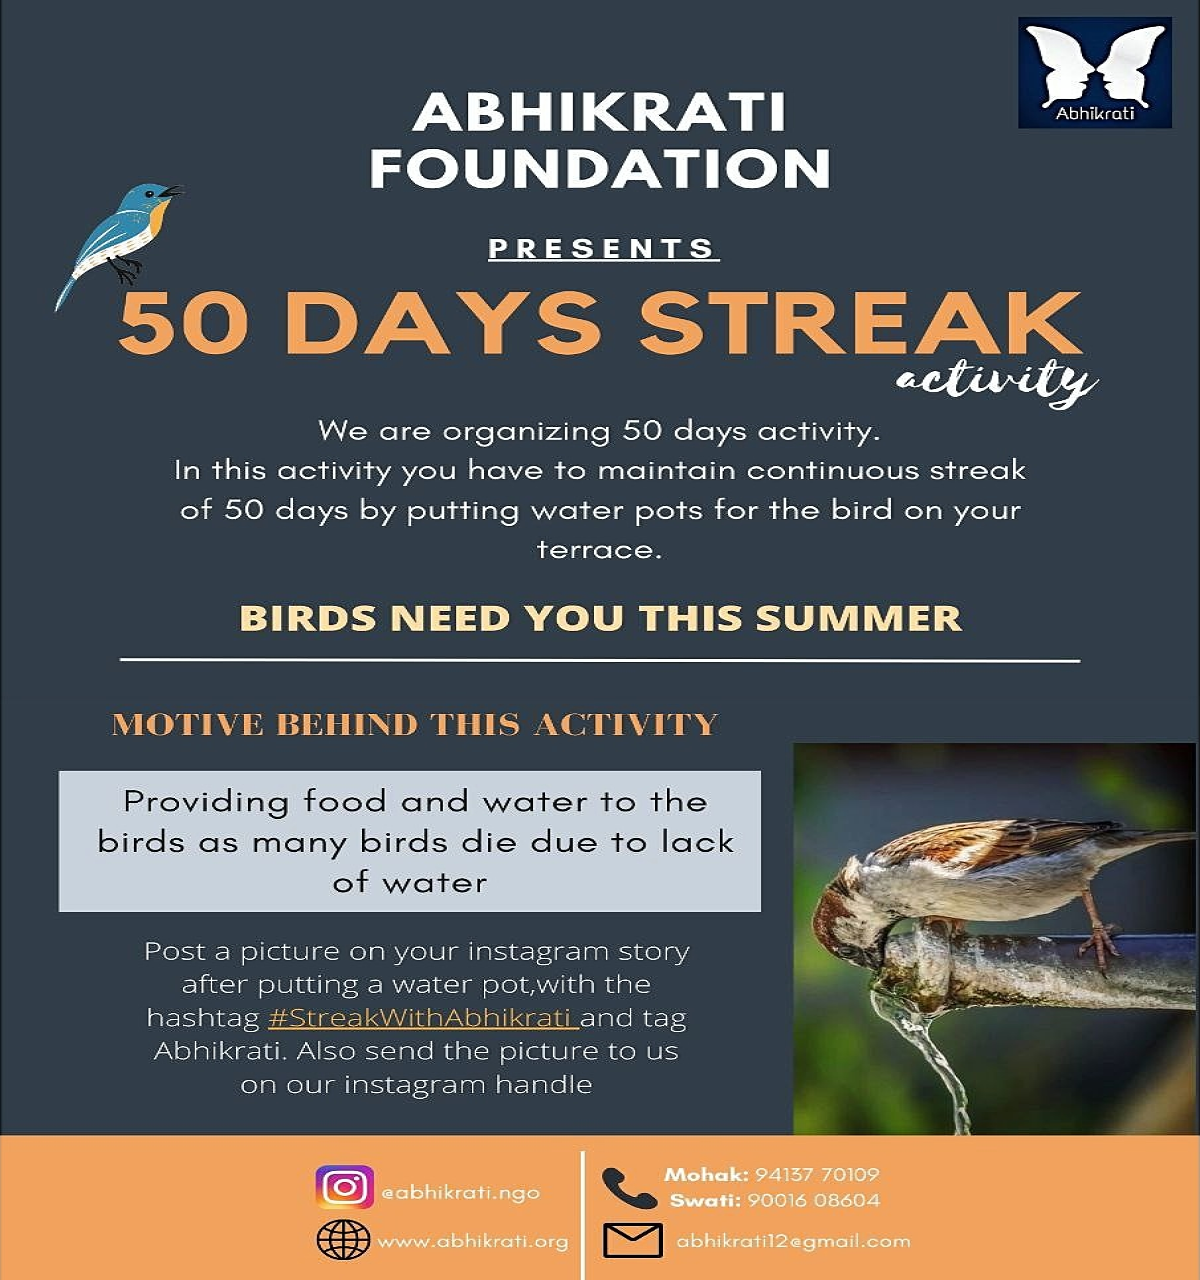 Abhikrati
ABHIKRATI
FOUNDATION
PRESENTS
50 DAYS STREAK
activity
We are organizing 50 days activity.
In this activity you have to maintain continuous streak
of 50 days by putting water pots for the bird on your
terrace.
BIRDS NEED YOU THIS SUMMER
MOTIVE BEHIND THIS ACTIVITY
Providing food and water to the
birds as many birds die due to lack
of water
Post a picture on your instagram story
after putting a water pot,with the
hashtag #StreakWithAbhikrati and tag
Abhikrati. Also send the picture to us
on our instagram handle
@abhikrati.ngo
www.abhikrati.org
Mohak: 94137 70109
Swati: 90016 08604
abhikrati12@gmail.com